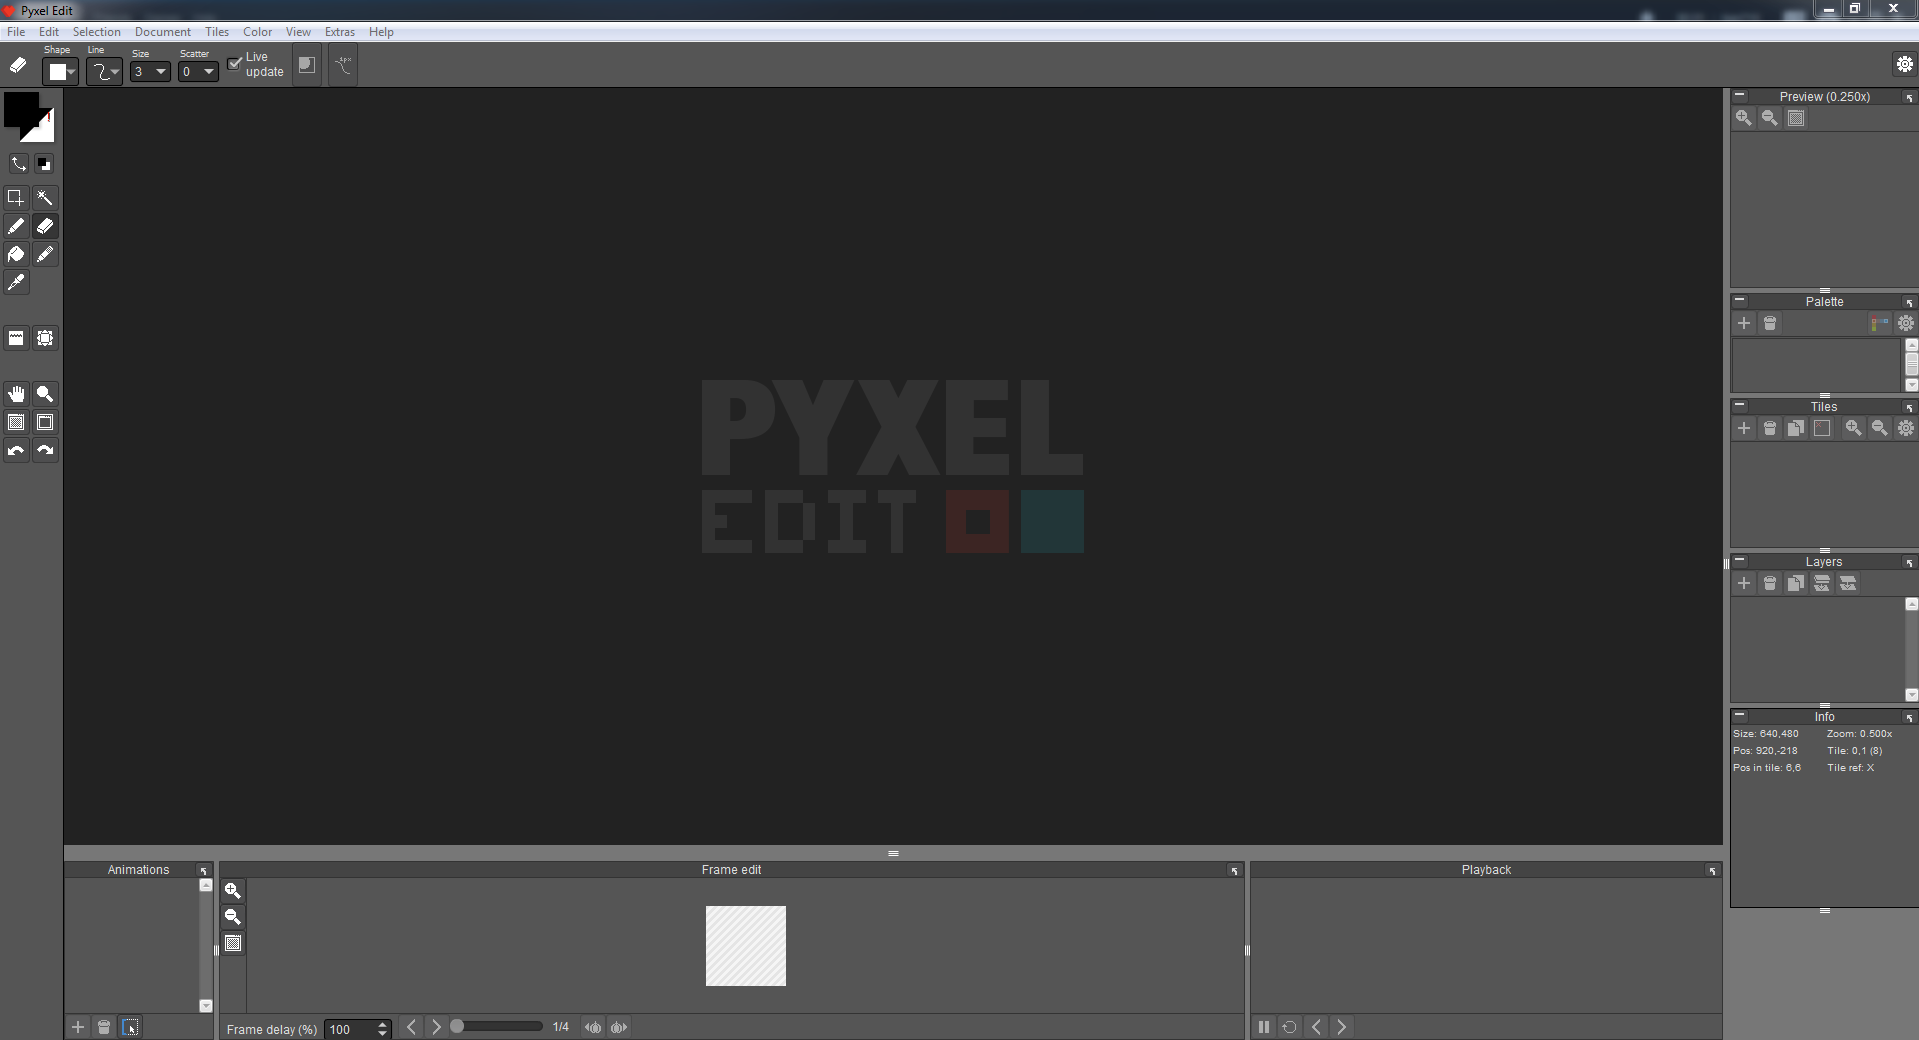 Pyxel Edit
File Edit Selection Document Tiles Color View Extras Help
Shape Line Size Scatter
3 0 Live update
Preview (0.250x)
Palette
Tiles
PYXEL
EDIT
Layers
Info
Size: 640,480 Zoom: 0.500x
Pos: 920,-218 Tile: 0,1 (8)
Pos in tile: 6,6 Tile ref: X
Animations Frame edit Playback
Frame delay (%) 100 1/4